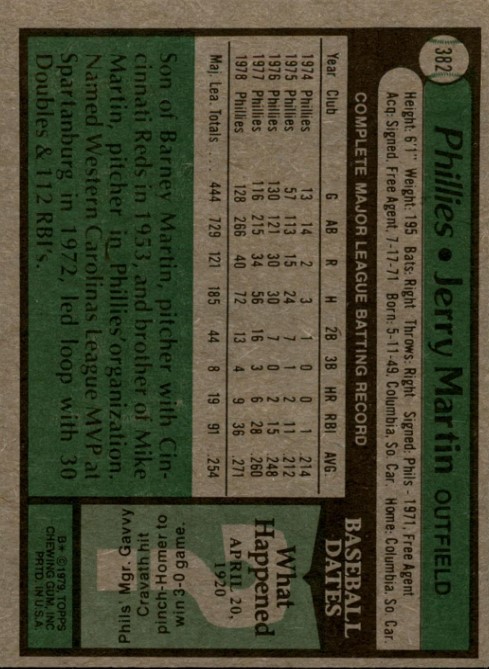 382
Phillies • Jerry Martin OUTFIELD
Height: 6'1" Weight: 195 Bats: Right Throws: Right Signed: Phils - 1971, Free Agent
Acq: Signed, Free Agent, 7-17-71 Born: 5-11-49, Columbia, So. Car. Home: Columbia, So. Car.
COMPLETE MAJOR LEAGUE BATTING RECORD
Year Club G AB R H 2B 3B HR RBI AVG.
1974 Phillies 13 14 2 3 1 0 0 1 .214
1975 Phillies 57 113 15 24 7 1 2 11 .212
1976 Phillies 130 121 30 30 7 0 2 15 .248
1977 Phillies 116 215 34 56 16 3 6 28 .260
1978 Phillies 128 266 40 72 13 4 9 36 .271
Maj. Lea. Totals . . . . 444 729 121 185 44 8 19 91 .254
Son of Barney Martin, pitcher with Cin-
cinnati Reds in 1953, and brother of Mike
Martin, pitcher in Phillies' organization.
Named Western Carolinas League MVP at
Spartanburg in 1972, led loop with 30
Doubles & 112 RBI's.
BASEBALL
DATES
What
Happened
APRIL 20,
1920
?
Phils Mgr. Gavvy
Cravath hit
pinch-Homer to
win 3-0 game.
B* ©1979, TOPPS
CHEWING GUM, INC
PRTD. IN U.S.A.